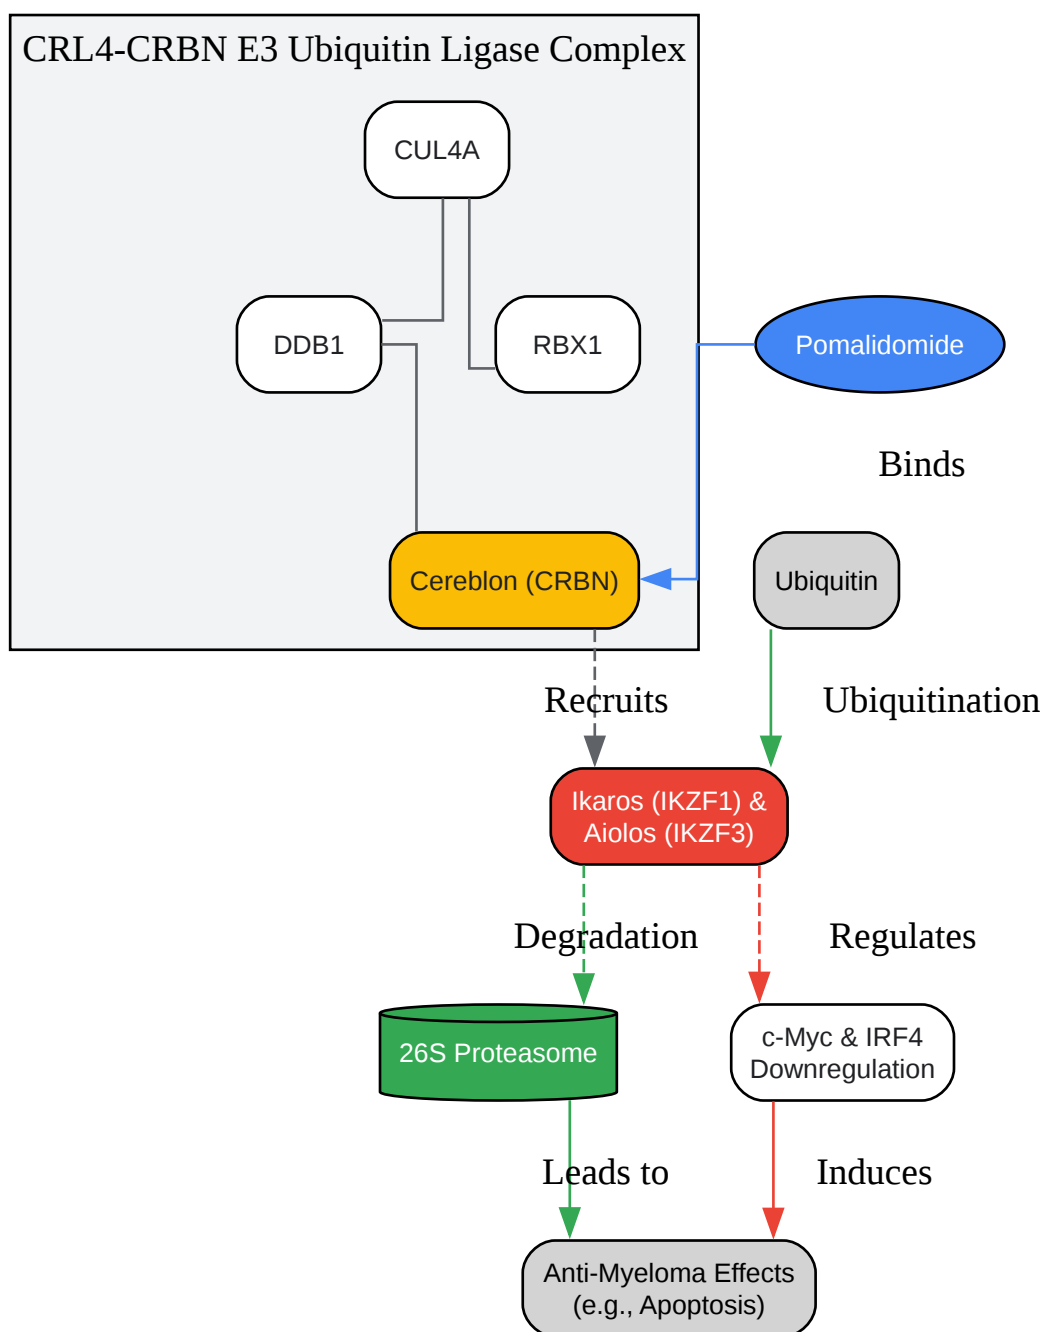 CRL4-CRBN E3 Ubiquitin Ligase Complex
CUL4A
DDB1
RBX1
Pomalidomide
Binds
Cereblon (CRBN)
Ubiquitin
Recruits
Ubiquitination
Ikaros (IKZF1) &
Aiolos (IKZF3)
Degradation
Regulates
26S Proteasome
c-Myc & IRF4
Downregulation
Leads to
Induces
Anti-Myeloma Effects
(e.g., Apoptosis)